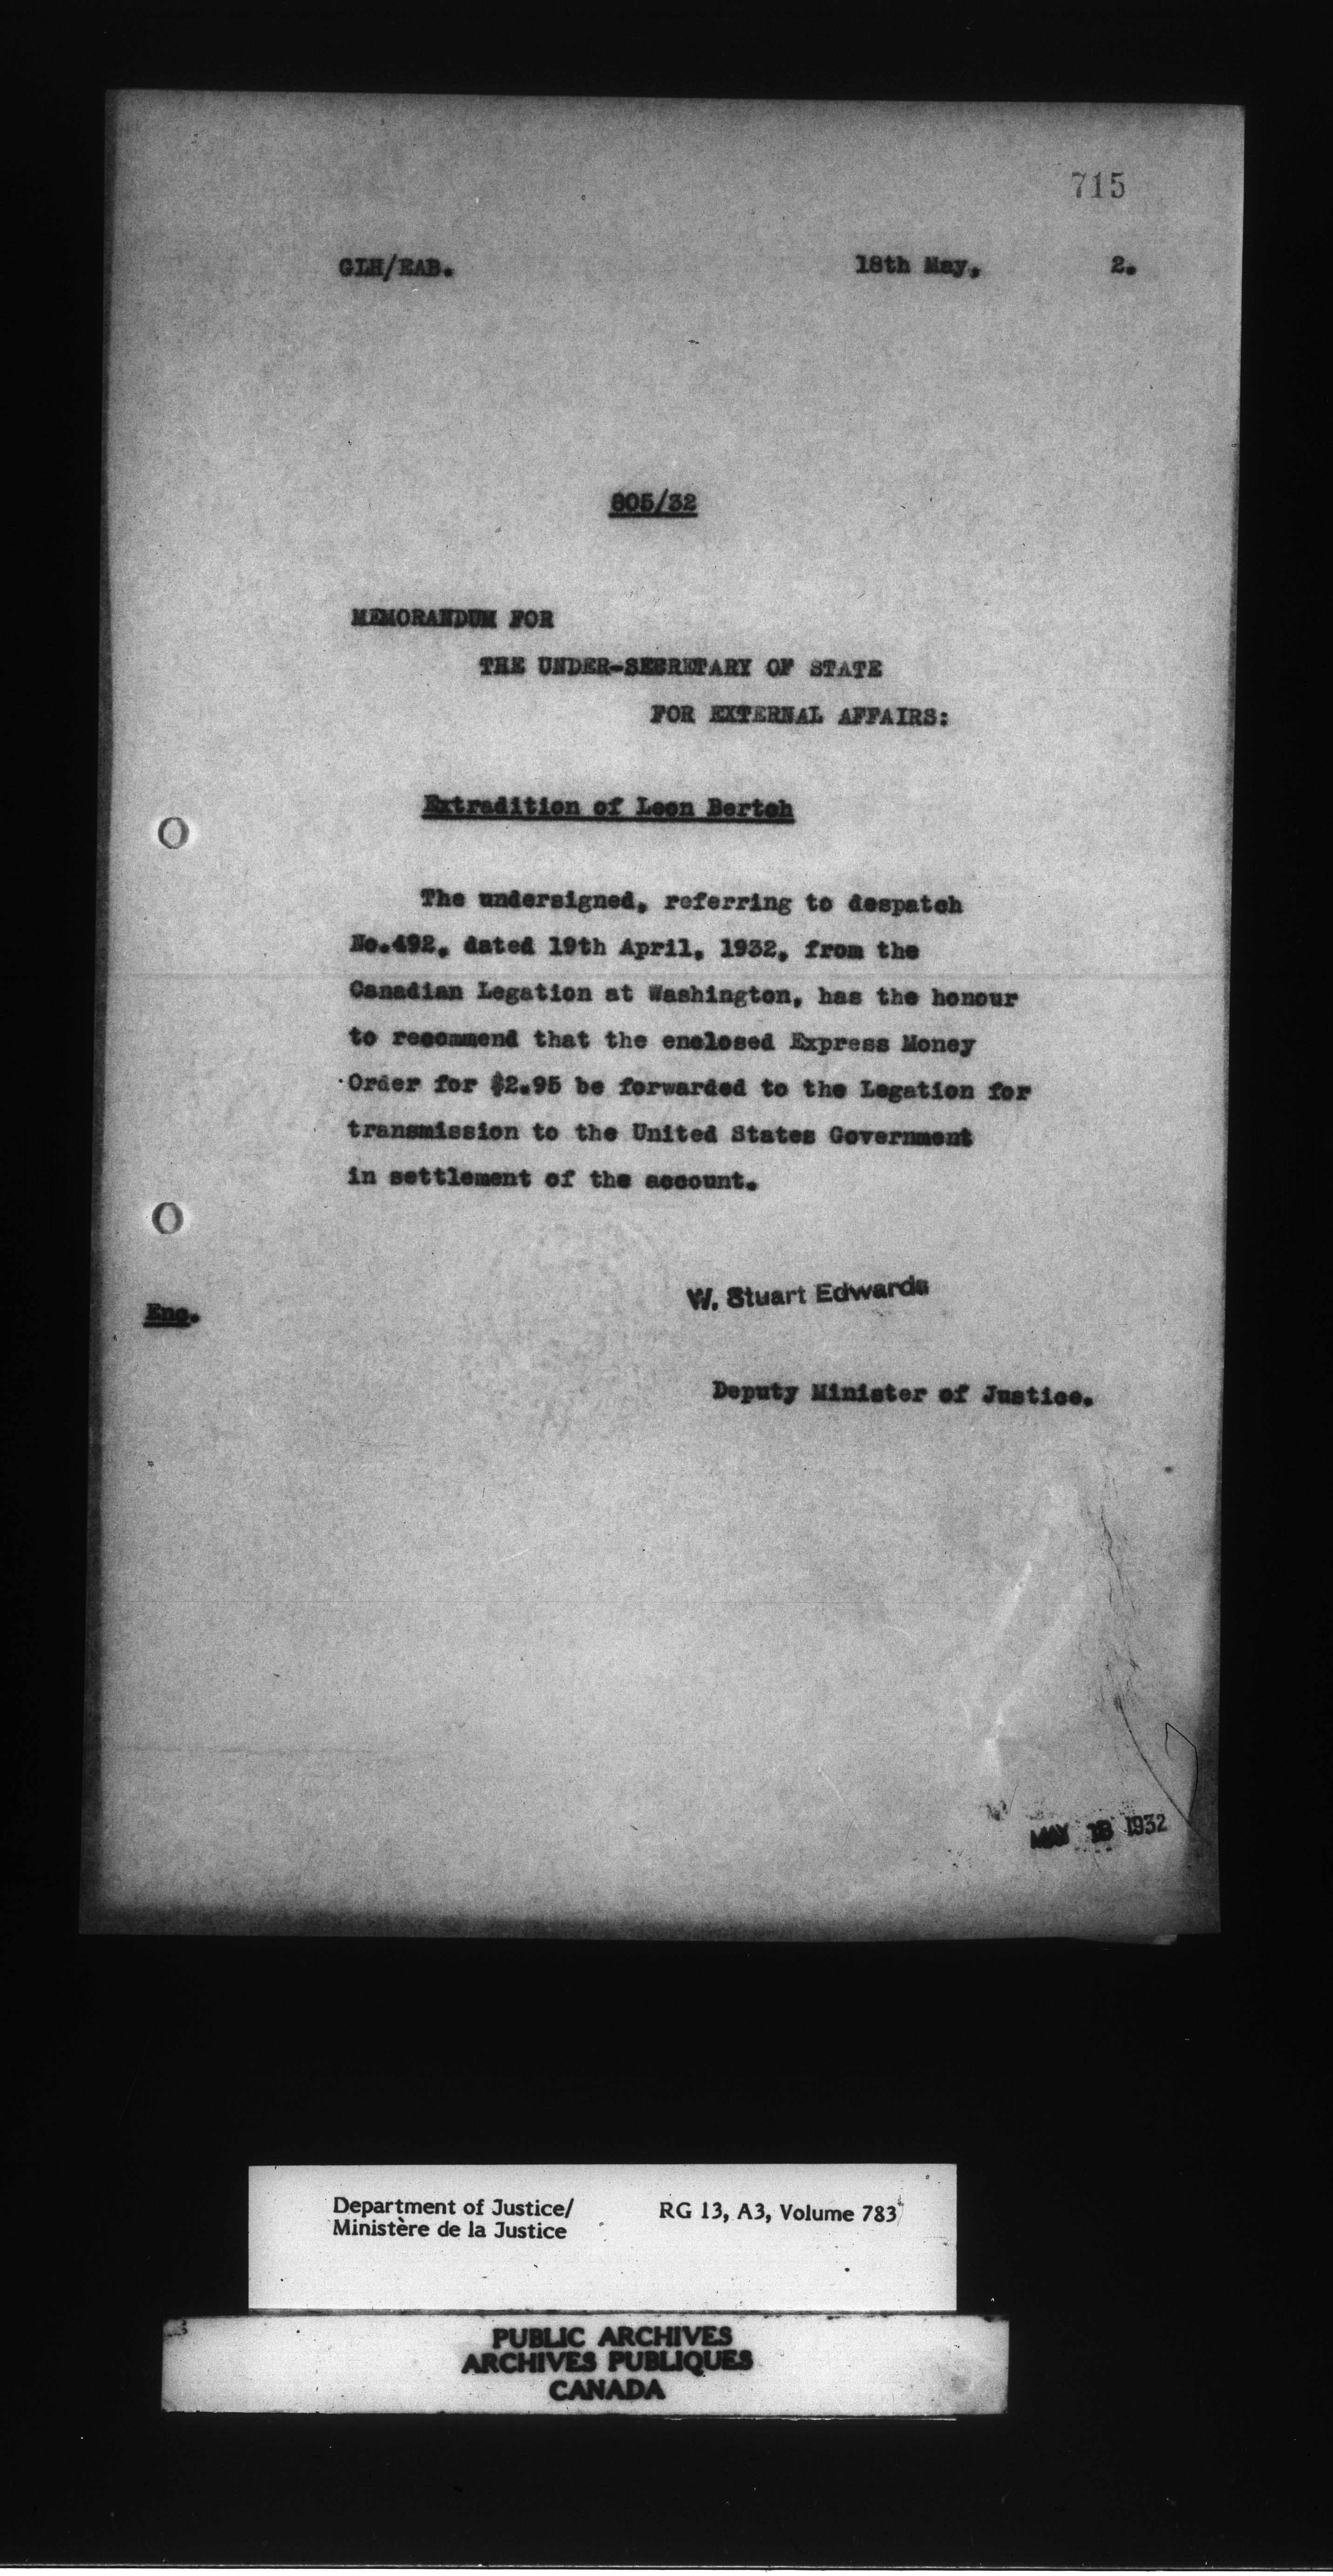 715
GLH/EAB. 18th May, 2.
805/32
MEMORANDUM FOR
THE UNDER-SECRETARY OF STATE
FOR EXTERNAL AFFAIRS:
Extradition of Leon Bertch
The undersigned, referring to despatch
No.492, dated 19th April, 1932, from the
Canadian Legation at Washington, has the honour
to recommend that the enclosed Express Money
Order for $2.95 be forwarded to the Legation for
transmission to the United States Government
in settlement of the account.
W. Stuart Edwards
Enc.
Deputy Minister of Justice.
MAY 18 1932
Department of Justice/ RG 13, A3, Volume 783
Ministère de la Justice
PUBLIC ARCHIVES
ARCHIVES PUBLIQUES
CANADA